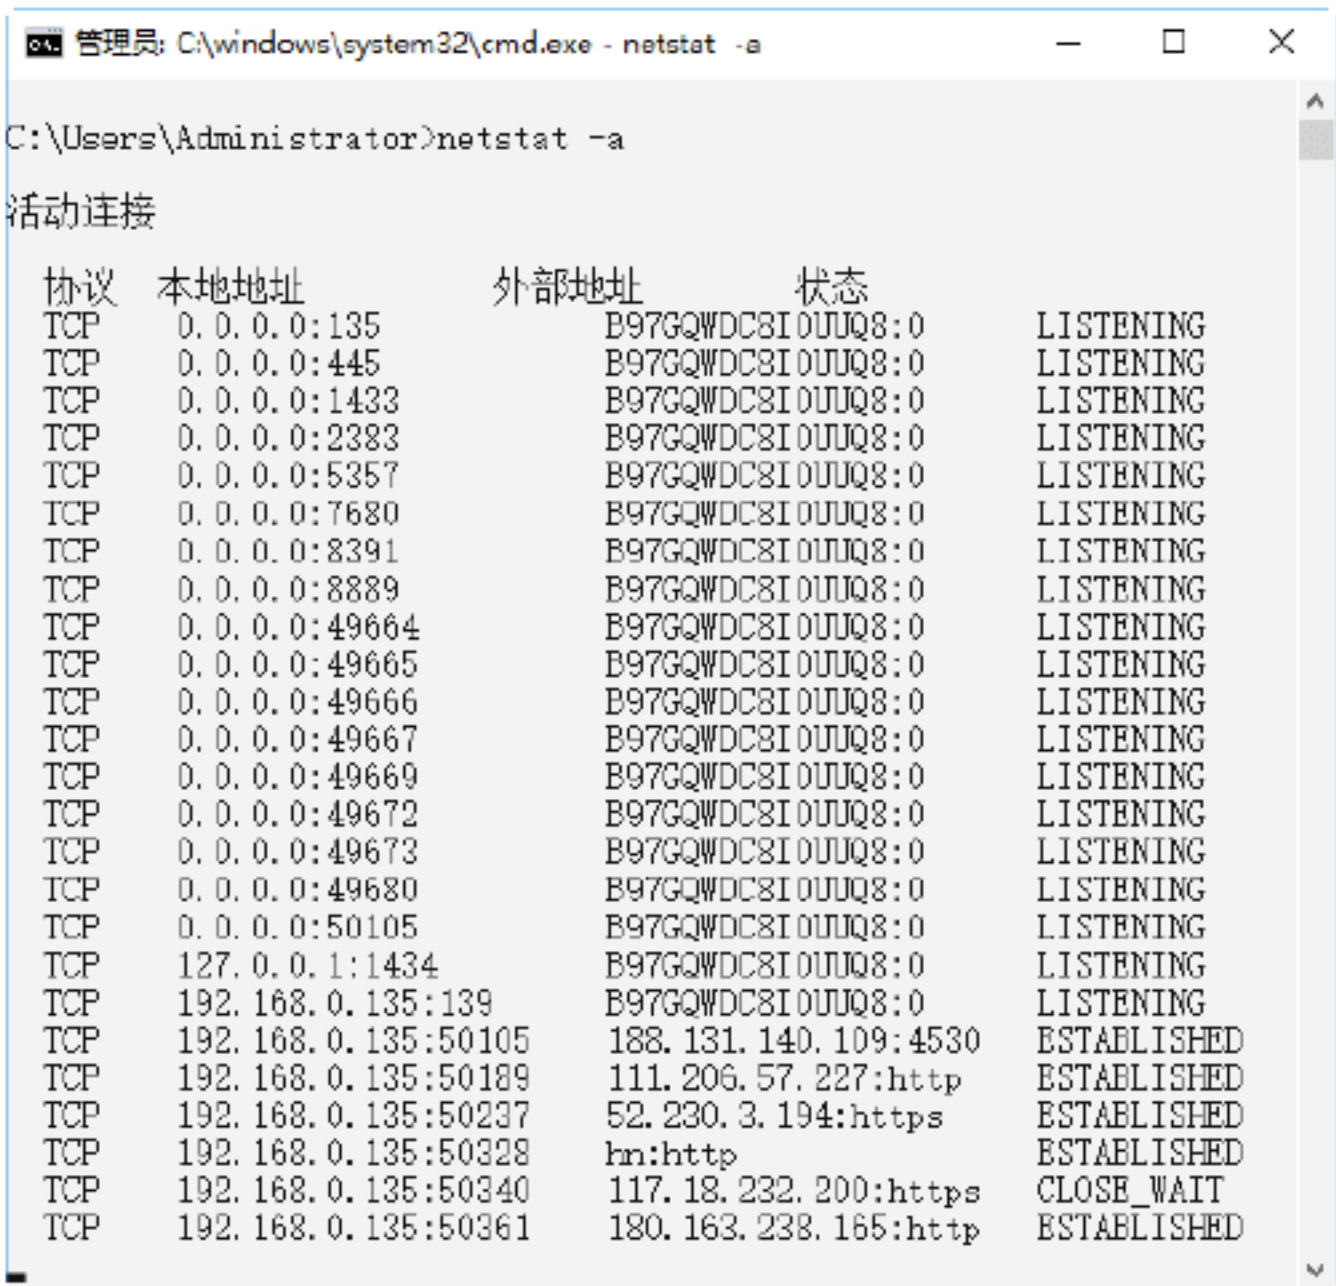 管理员: C:\windows\system32\cmd.exe - netstat -a
C:\Users\Administrator>netstat -a
活动连接
协议 本地地址 外部地址 状态
TCP 0.0.0.0:135 B97GQWDC8I0UUQ8:0 LISTENING
TCP 0.0.0.0:445 B97GQWDC8I0UUQ8:0 LISTENING
TCP 0.0.0.0:1433 B97GQWDC8I0UUQ8:0 LISTENING
TCP 0.0.0.0:2383 B97GQWDC8I0UUQ8:0 LISTENING
TCP 0.0.0.0:5357 B97GQWDC8I0UUQ8:0 LISTENING
TCP 0.0.0.0:7680 B97GQWDC8I0UUQ8:0 LISTENING
TCP 0.0.0.0:8391 B97GQWDC8I0UUQ8:0 LISTENING
TCP 0.0.0.0:8889 B97GQWDC8I0UUQ8:0 LISTENING
TCP 0.0.0.0:49664 B97GQWDC8I0UUQ8:0 LISTENING
TCP 0.0.0.0:49665 B97GQWDC8I0UUQ8:0 LISTENING
TCP 0.0.0.0:49666 B97GQWDC8I0UUQ8:0 LISTENING
TCP 0.0.0.0:49667 B97GQWDC8I0UUQ8:0 LISTENING
TCP 0.0.0.0:49669 B97GQWDC8I0UUQ8:0 LISTENING
TCP 0.0.0.0:49672 B97GQWDC8I0UUQ8:0 LISTENING
TCP 0.0.0.0:49673 B97GQWDC8I0UUQ8:0 LISTENING
TCP 0.0.0.0:49680 B97GQWDC8I0UUQ8:0 LISTENING
TCP 0.0.0.0:50105 B97GQWDC8I0UUQ8:0 LISTENING
TCP 127.0.0.1:1434 B97GQWDC8I0UUQ8:0 LISTENING
TCP 192.168.0.135:139 B97GQWDC8I0UUQ8:0 LISTENING
TCP 192.168.0.135:50105 188.131.140.109:4530 ESTABLISHED
TCP 192.168.0.135:50189 111.206.57.227:http ESTABLISHED
TCP 192.168.0.135:50237 52.230.3.194:https ESTABLISHED
TCP 192.168.0.135:50328 hn:http ESTABLISHED
TCP 192.168.0.135:50340 117.18.232.200:https CLOSE_WAIT
TCP 192.168.0.135:50361 180.163.238.165:http ESTABLISHED